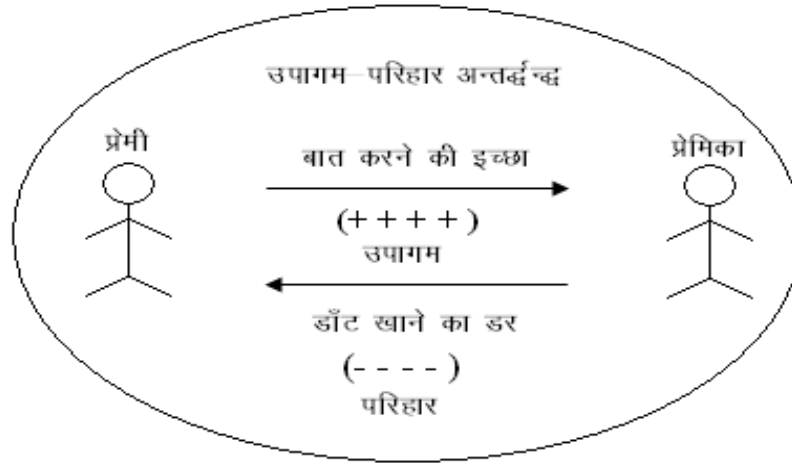 उपागम–परिहार अन्तर्द्वन्द्व
प्रेमी
प्रेमिका
बात करने की इच्छा
(+ + + + )
उपागम
डाँट खाने का डर
(- - - - )
परिहार